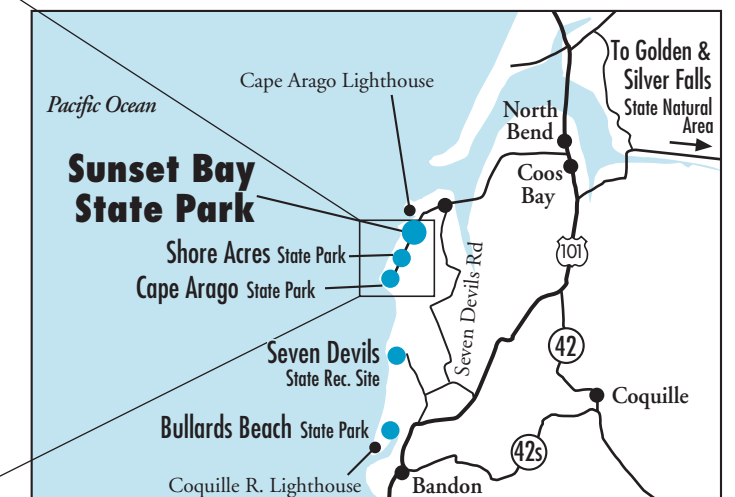 To Golden &
Silver Falls
State Natural
Area
Cape Arago Lighthouse
Pacific Ocean
North
Bend
Sunset Bay
State Park
Coos
Bay
Shore Acres State Park
101
Cape Arago State Park
Seven Devils Rd
Seven Devils
State Rec. Site
42
Coquille
Bullards Beach State Park
42s
Coquille R. Lighthouse
Bandon